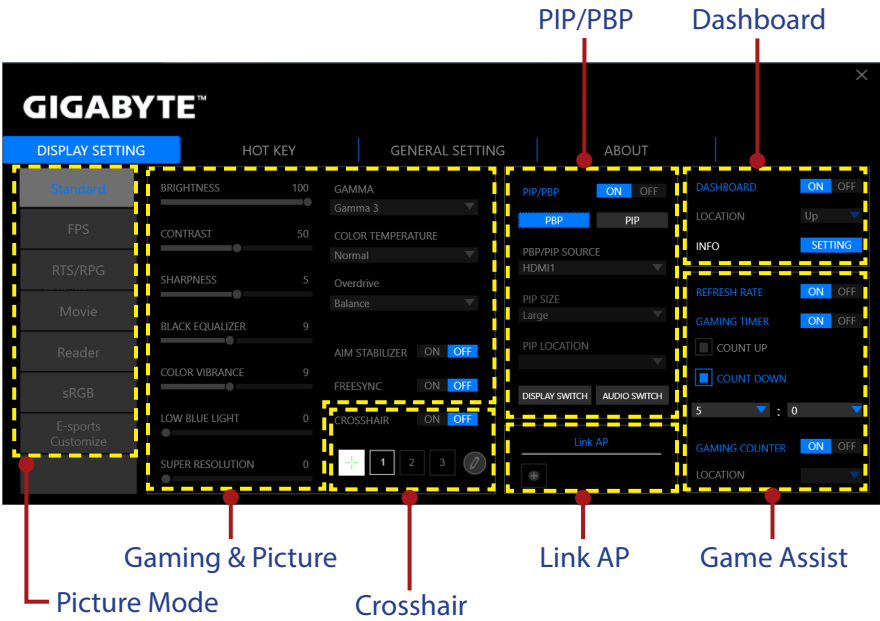 PIP/PBP
Dashboard
GIGABYTE™
DISPLAY SETTING
HOT KEY
GENERAL SETTING
ABOUT
Standard
FPS
RTS/RPG
Movie
Reader
sRGB
E-sports
Customize
BRIGHTNESS 100
CONTRAST 50
SHARPNESS 5
BLACK EQUALIZER 9
COLOR VIBRANCE 9
LOW BLUE LIGHT 0
SUPER RESOLUTION 0
GAMMA
Gamma 3
COLOR TEMPERATURE
Normal
Overdrive
Balance
AIM STABILIZER ON OFF
FREESYNC ON OFF
CROSSHAIR ON OFF
1 2 3
PIP/PBP ON OFF
PBP PIP
PBP/PIP SOURCE
HDMI1
PIP SIZE
Large
PIP LOCATION
DISPLAY SWITCH AUDIO SWITCH
Link AP
DASHBOARD ON OFF
LOCATION Up
INFO SETTING
REFRESH RATE ON OFF
GAMING TIMER ON OFF
COUNT UP
COUNT DOWN
5 : 0
GAMING COUNTER ON OFF
LOCATION
Gaming & Picture
Link AP
Game Assist
Picture Mode
Crosshair